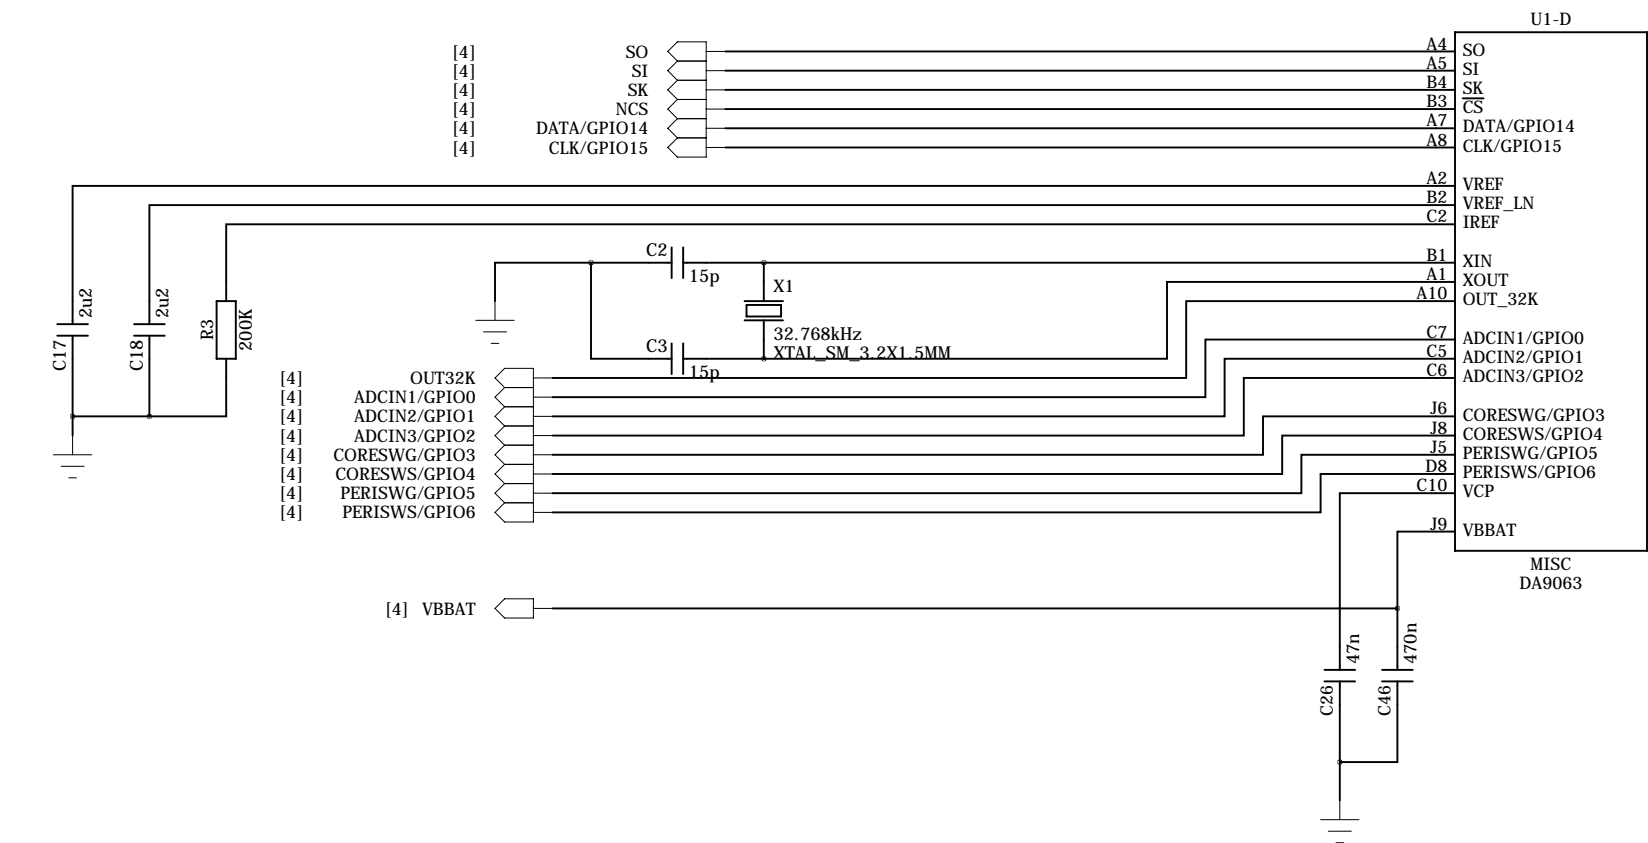 U1-D
[4] SO A4 SO
[4] SI A5 SI
[4] SK B4 SK
[4] NCS B3 CS
[4] DATA/GPIO14 A7 DATA/GPIO14
[4] CLK/GPIO15 A8 CLK/GPIO15
A2 VREF
B2 VREF_LN
C2 IREF
C2 15p B1 XIN
X1 A1 XOUT
A10 OUT_32K
C17 2u2
C18 2u2
R3 200K
32.768kHz C7 ADCIN1/GPIO0
XTAL_SM_3.2X1.5MM C5 ADCIN2/GPIO1
C3 15p
C6 ADCIN3/GPIO2
[4] OUT32K
[4] ADCIN1/GPIO0
[4] ADCIN2/GPIO1 J6 CORESWG/GPIO3
[4] ADCIN3/GPIO2 J8 CORESWS/GPIO4
[4] CORESWG/GPIO3 J5 PERISWG/GPIO5
[4] CORESWS/GPIO4 D8 PERISWS/GPIO6
[4] PERISWG/GPIO5 C10 VCP
[4] PERISWS/GPIO6
J9 VBBAT
MISC
DA9063
[4] VBBAT
C26 47n
C46 470n